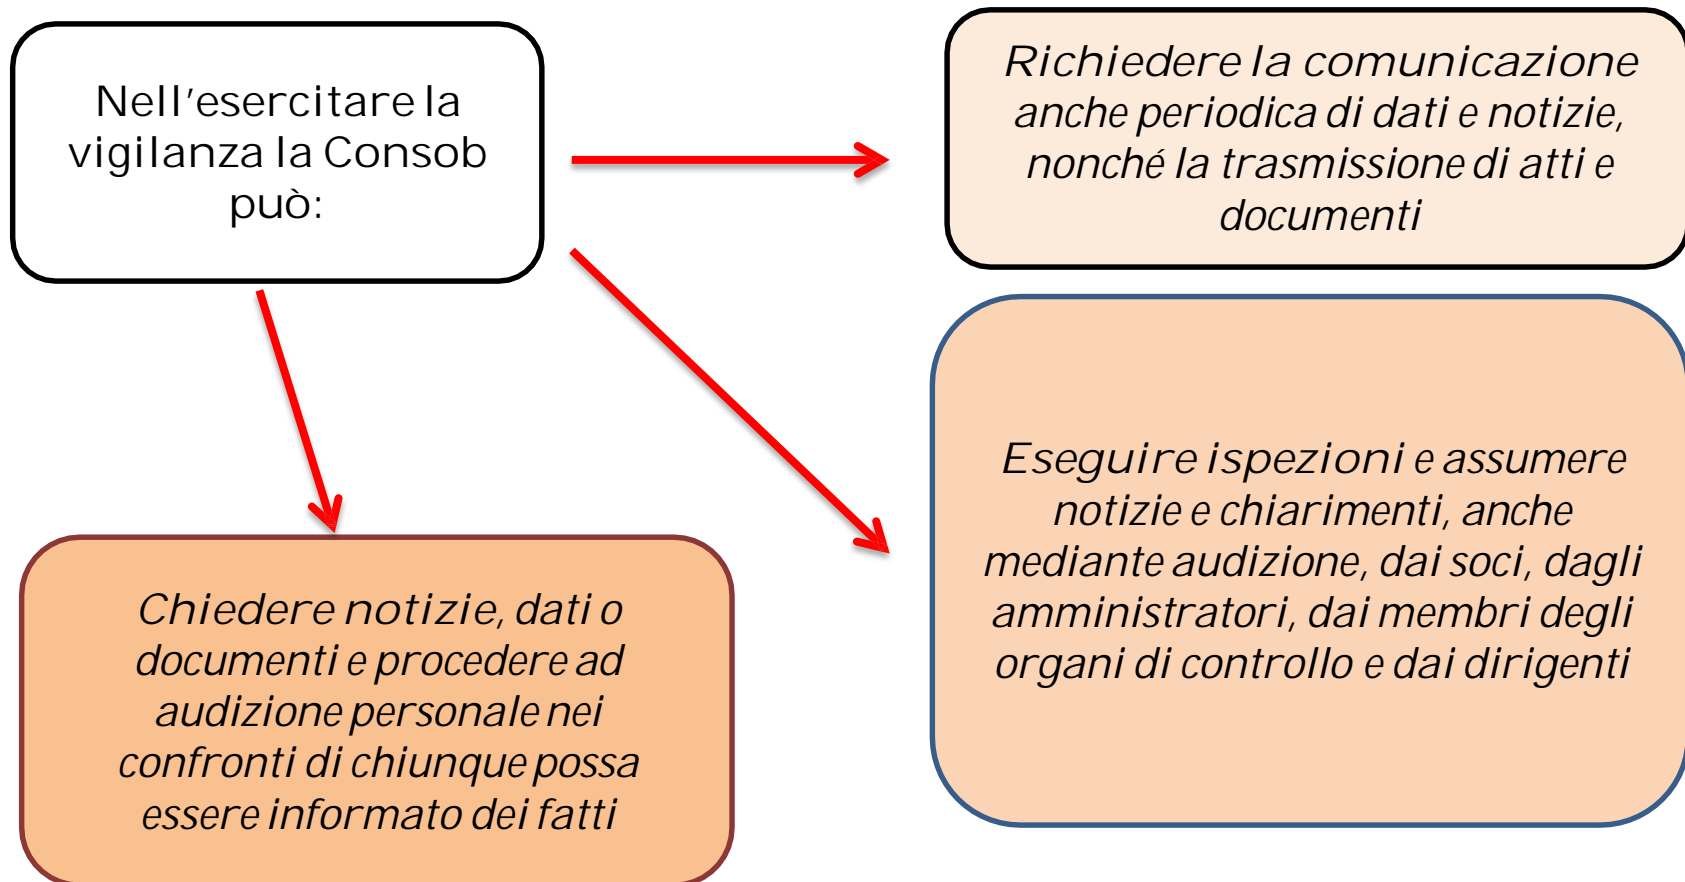 Nell'esercitare la
vigilanza la Consob
può:
Richiedere la comunicazione
anche periodica di dati e notizie,
nonché la trasmissione di atti e
documenti
Eseguire ispezioni e assumere
notizie e chiarimenti, anche
mediante audizione, dai soci, dagli
amministratori, dai membri degli
organi di controllo e dai dirigenti
Chiedere notizie, dati o
documenti e procedere ad
audizione personale nei
confronti di chiunque possa
essere informato dei fatti